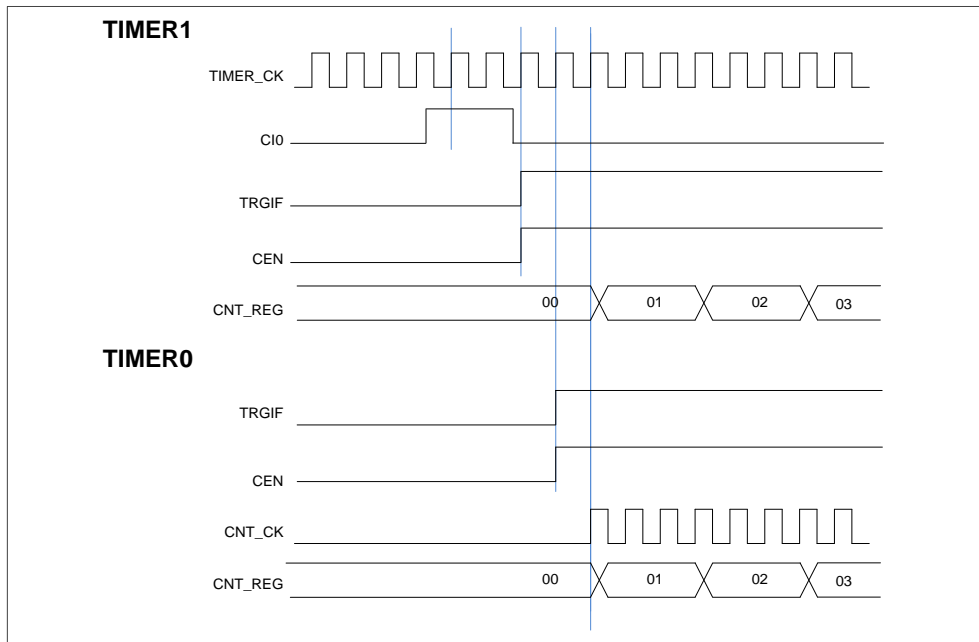 TIMER1
TIMER_CK
CI0
TRGIF
CEN
CNT_REG 00 01 02 03
TIMER0
TRGIF
CEN
CNT_CK
CNT_REG 00 01 02 03